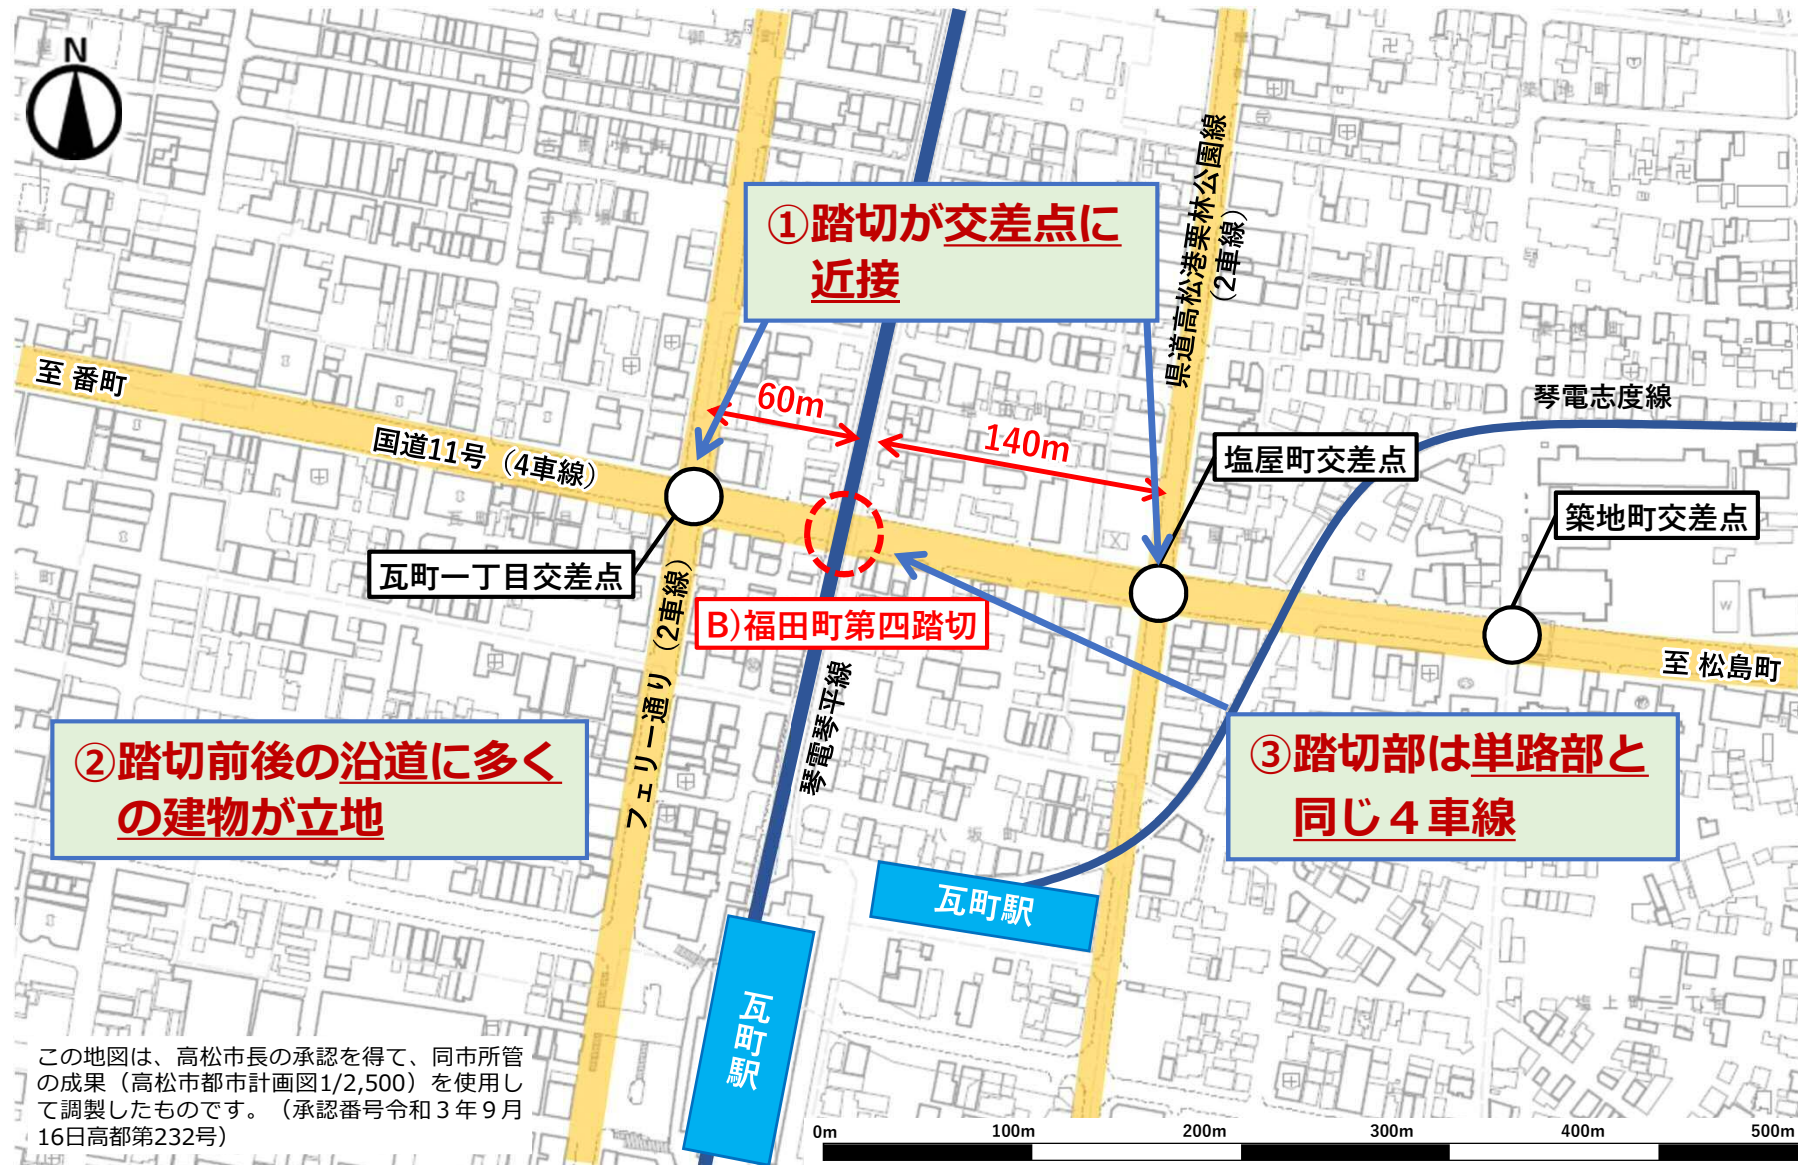 N
①踏切が交差点に
近接
県道高松港栗林公園線
（2車線）
至 番町
国道11号（4車線）
60m
140m
琴電志度線
塩屋町交差点
築地町交差点
瓦町一丁目交差点
B)福田町第四踏切
至 松島町
フェリー通り（2車線）
琴電琴平線
②踏切前後の沿道に多く
の建物が立地
③踏切部は単路部と
同じ４車線
八坂町
瓦町駅
瓦町駅
この地図は、高松市長の承認を得て、同市所管
の成果（高松市都市計画図1/2,500）を使用し
て調製したものです。（承認番号令和３年９月
16日高都第232号）
0m
100m
200m
300m
400m
500m